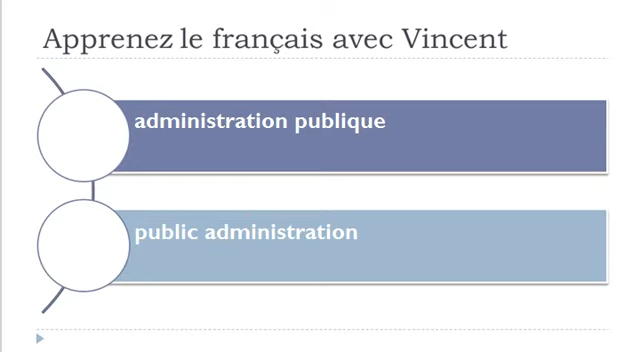 Apprenez le français avec Vincent
administration publique
public administration